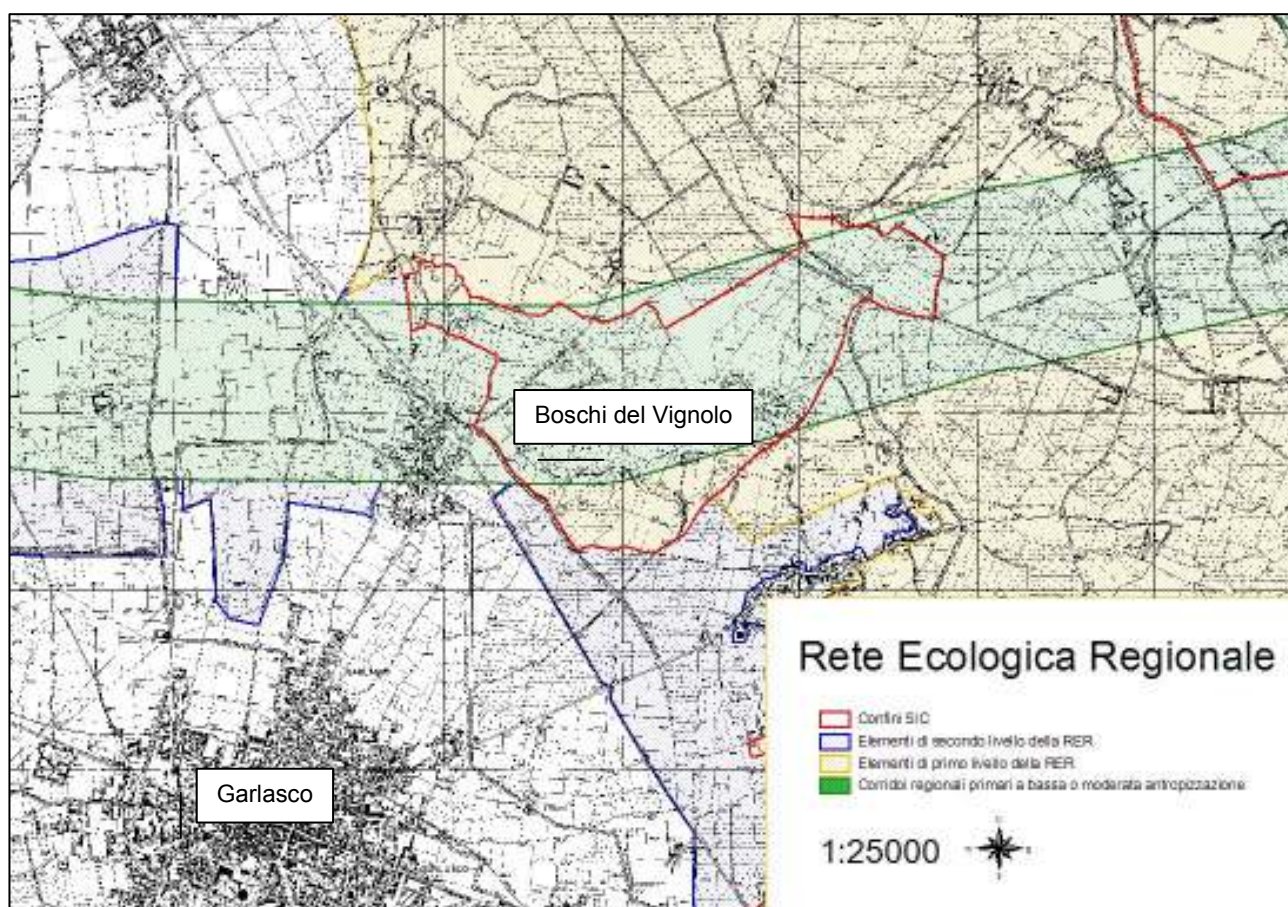 Boschi del Vignolo
Garlasco
Rete Ecologica Regionale
Confini SIC
Elementi di secondo livello della RER
Elementi di primo livello della RER
Corridoi regionali primari a bassa o moderata antropizzazione
1:25000